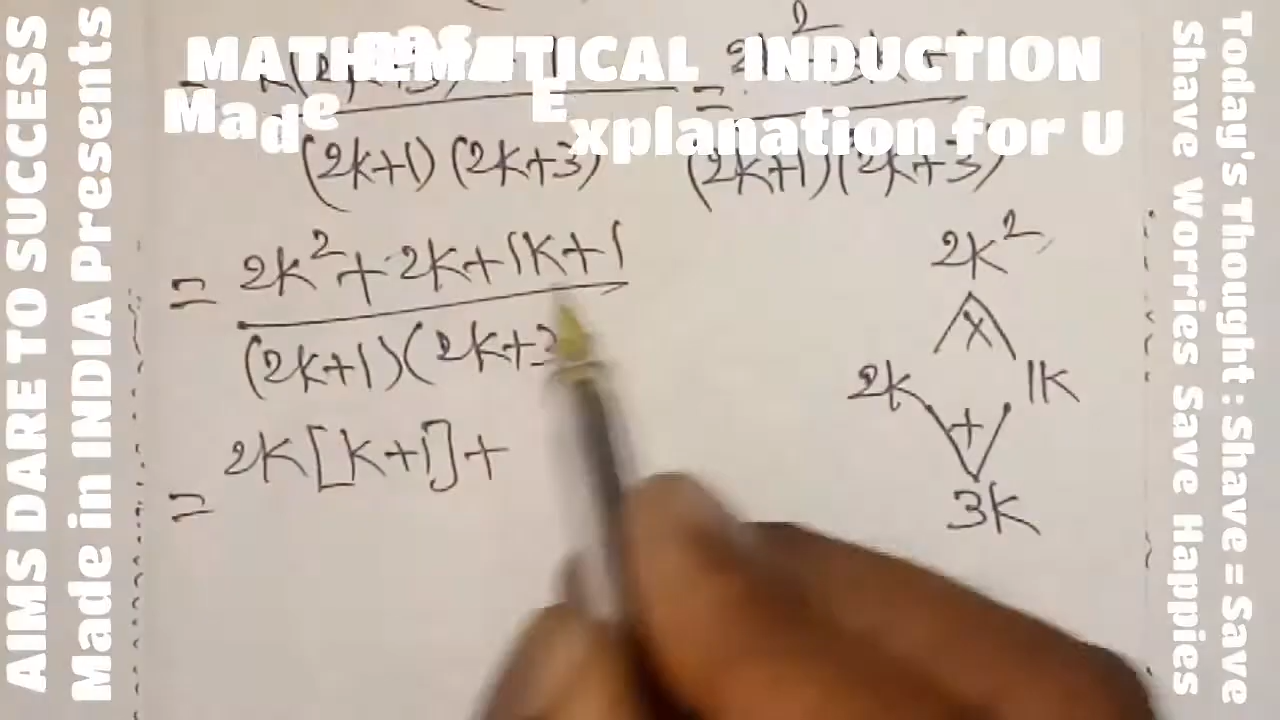 AIMS DARE TO SUCCESS
Made in INDIA Presents
MATHEMATICAL INDUCTION
Made Explanation for U
(2k+1) (2k+3)
=
(2k+1) (2k+3)
= 2k²+2k+1k+1
(2k+1)(2k+3
= 2k[k+1]+
2k²
x
2k 1k
+
3k
Today's Thought: Shave = Save
Shave Worries Save Happies